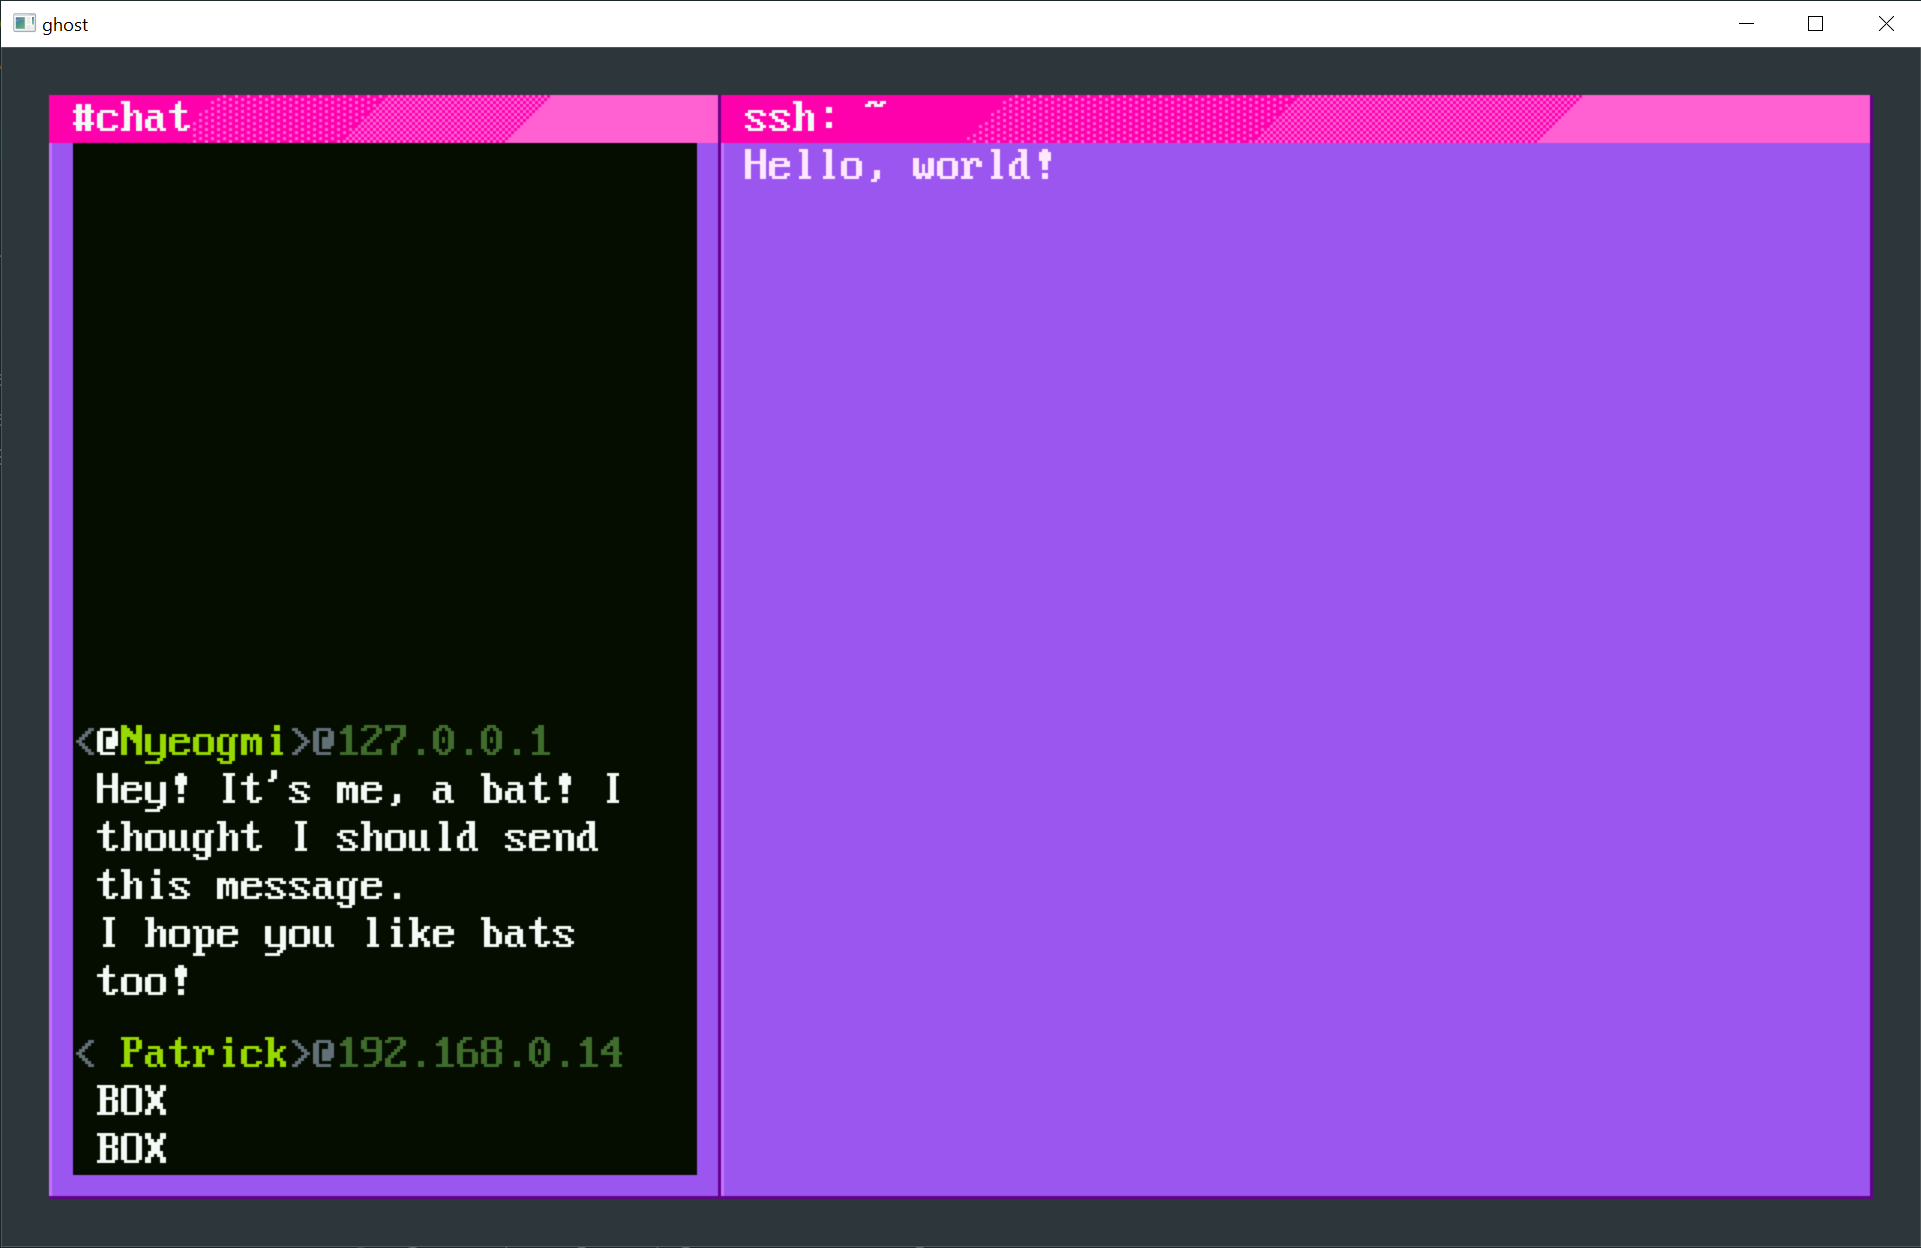 ghost
#chat
<@Nyeogmi>@127.0.0.1
Hey! It's me, a bat! I
thought I should send
this message.
I hope you like bats
too!
< Patrick>@192.168.0.14
BOX
BOX
ssh: ~
Hello, world!